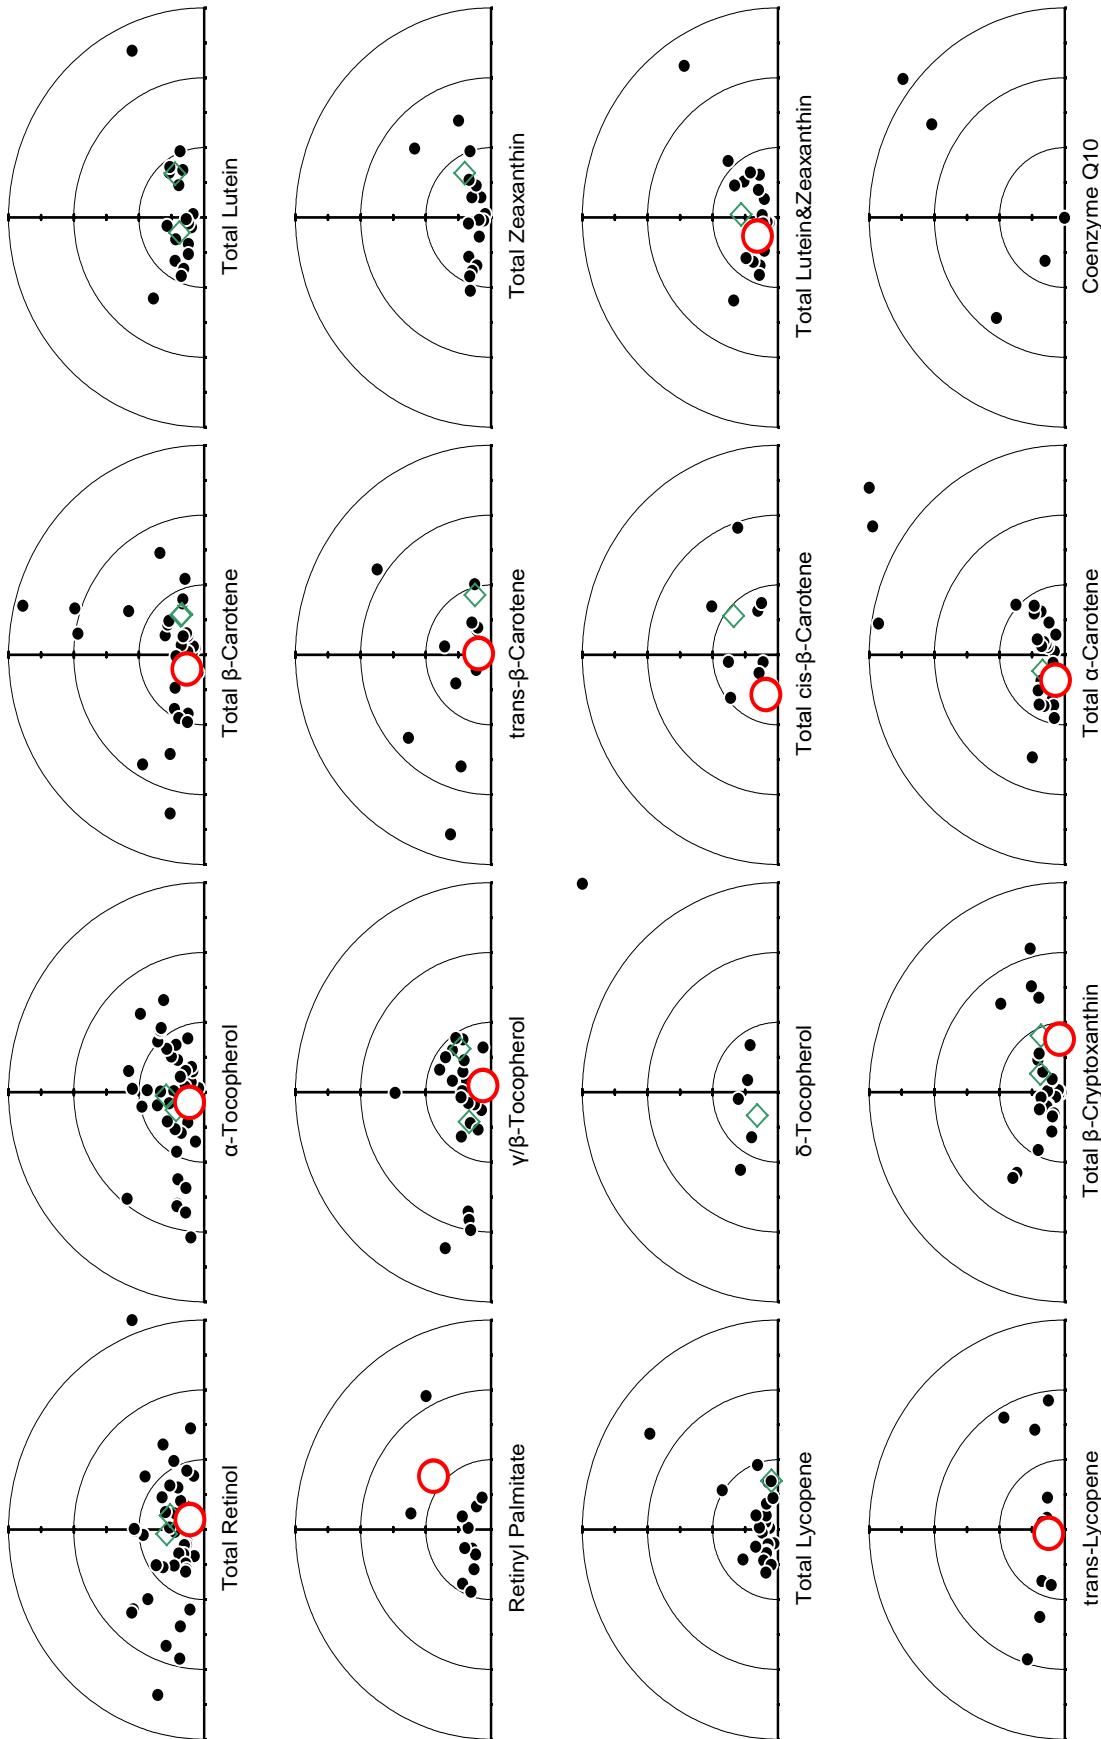 Total Retinol
α-Tocopherol
Total β-Carotene
Total Lutein
Retinyl Palmitate
γ/β-Tocopherol
trans-β-Carotene
Total Zeaxanthin
Total Lycopene
δ-Tocopherol
Total cis-β-Carotene
Total Lutein&Zeaxanthin
trans-Lycopene
Total β-Cryptoxanthin
Total α-Carotene
Coenzyme Q10